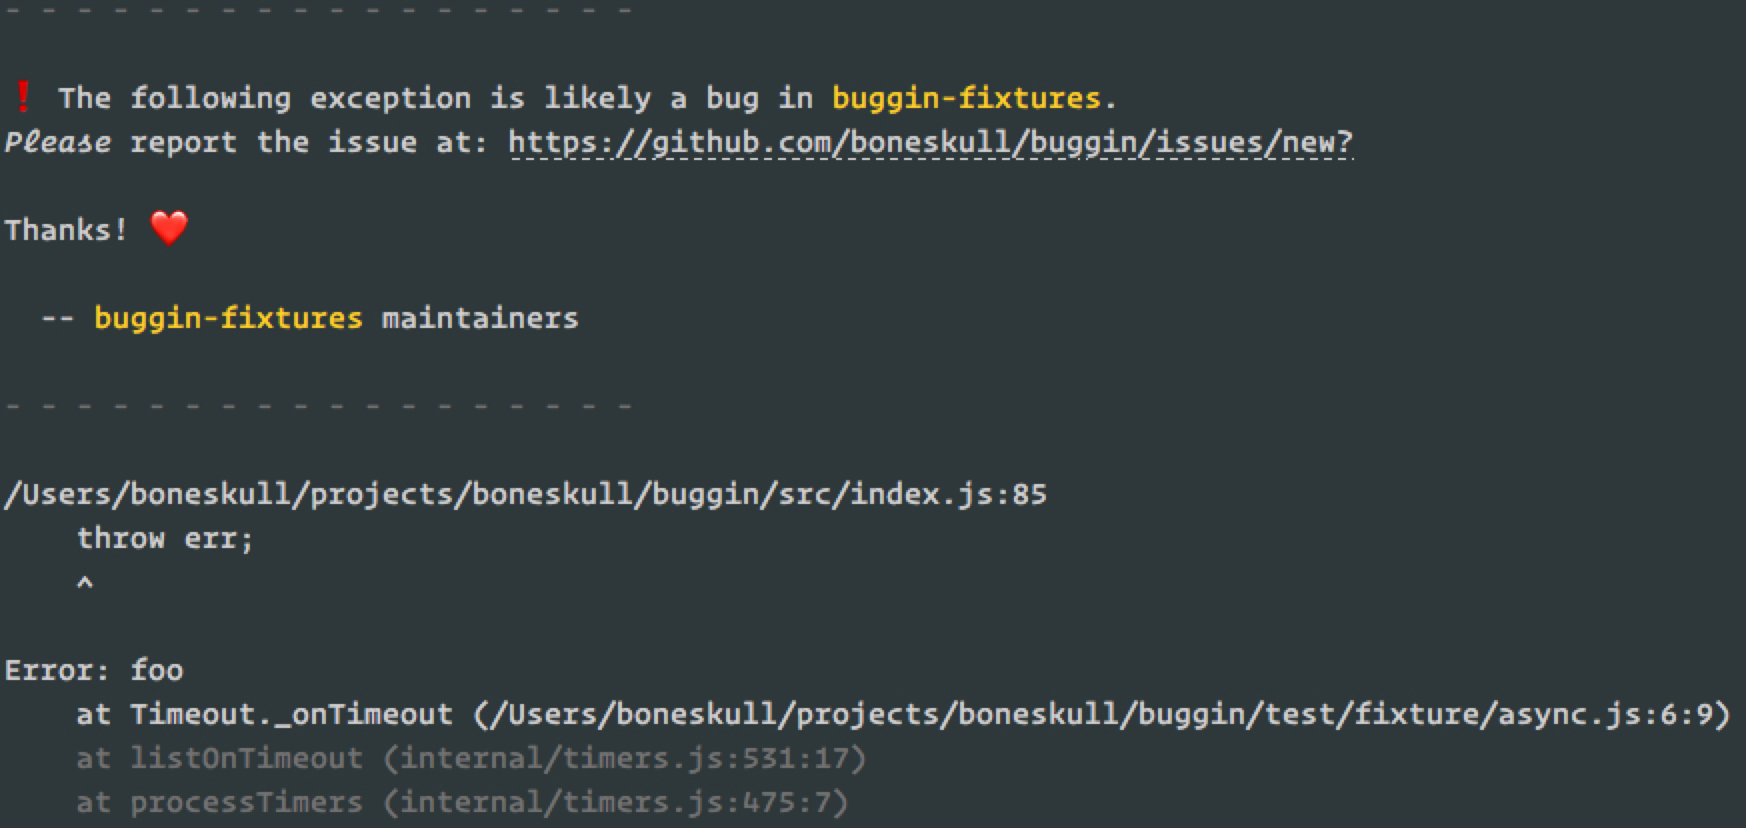 - - - - - - - - - - - - - - - - - -
❗ The following exception is likely a bug in buggin-fixtures.
Please report the issue at: https://github.com/boneskull/buggin/issues/new?
Thanks! ❤️
-- buggin-fixtures maintainers
- - - - - - - - - - - - - - - - - -
/Users/boneskull/projects/boneskull/buggin/src/index.js:85
    throw err;
    ^
Error: foo
    at Timeout._onTimeout (/Users/boneskull/projects/boneskull/buggin/test/fixture/async.js:6:9)
    at listOnTimeout (internal/timers.js:531:17)
    at processTimers (internal/timers.js:475:7)